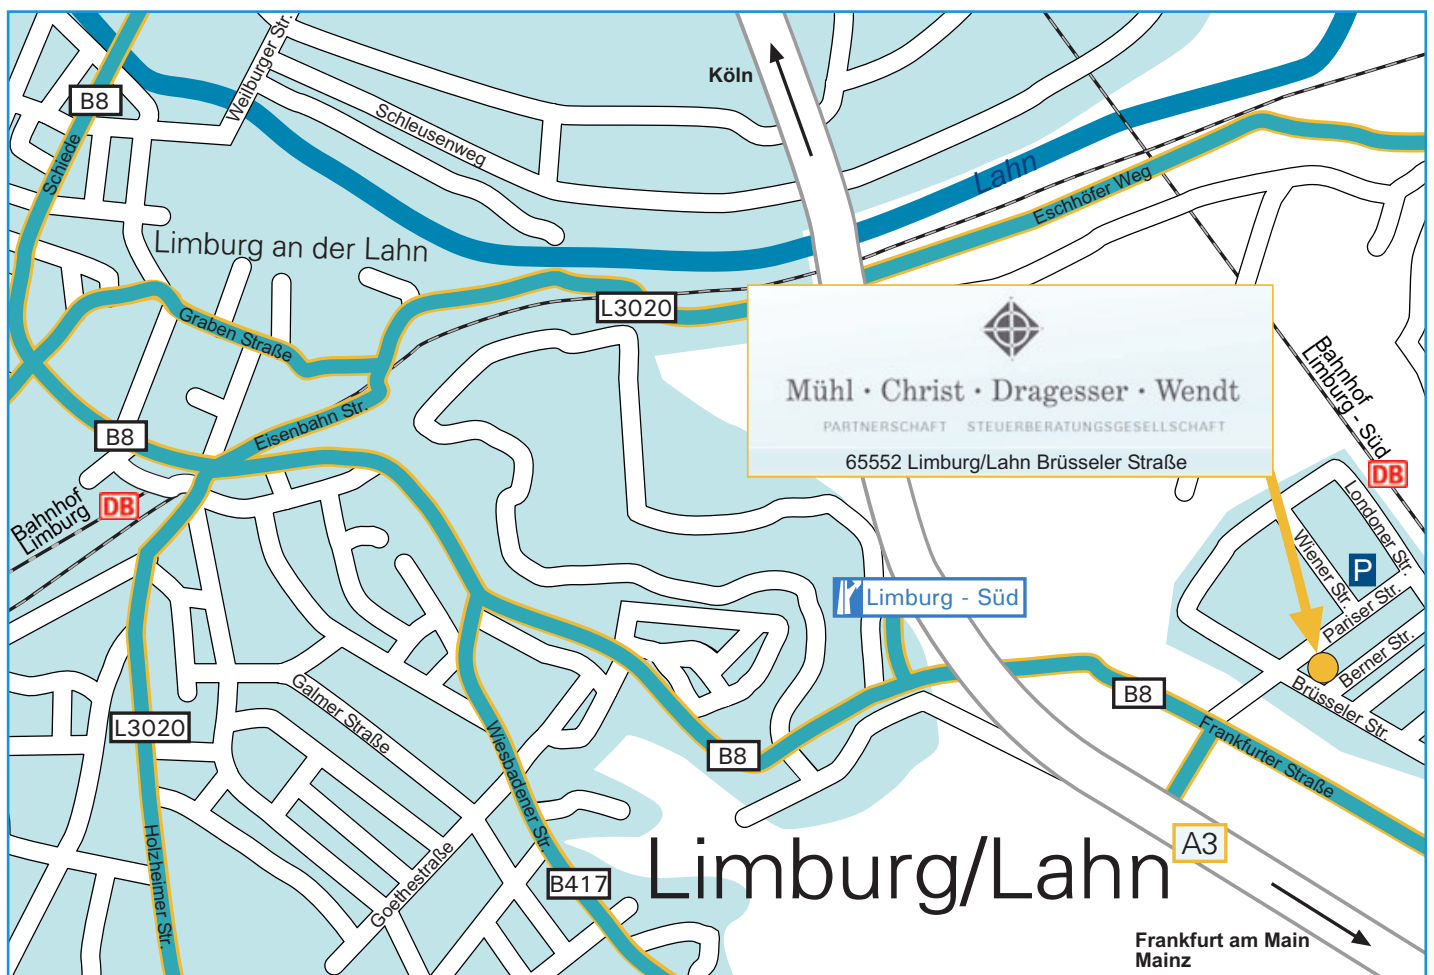 Weilburger Str.
Köln
B8
Schleusenweg
Schiede
Lahn
Eschhöfer Weg
Limburg an der Lahn
L3020
Graben Straße
Mühl · Christ · Dragesser · Wendt
PARTNERSCHAFT STEUERBERATUNGSGESELLSCHAFT
65552 Limburg/Lahn Brüsseler Straße
Bahnhof
Limburg - Süd
DB
Eisenbahn Str.
B8
Bahnhof
Limburg
DB
Londoner Str.
Wiener Str.
P
Pariser Str.
Berner Str.
Brüsseler Str.
Limburg - Süd
B8
Frankfurter Straße
Galmer Straße
L3020
Wiesbadener Str.
B8
Holzheimer Str.
Goethestraße
B417
Limburg/Lahn
A3
Frankfurt am Main
Mainz